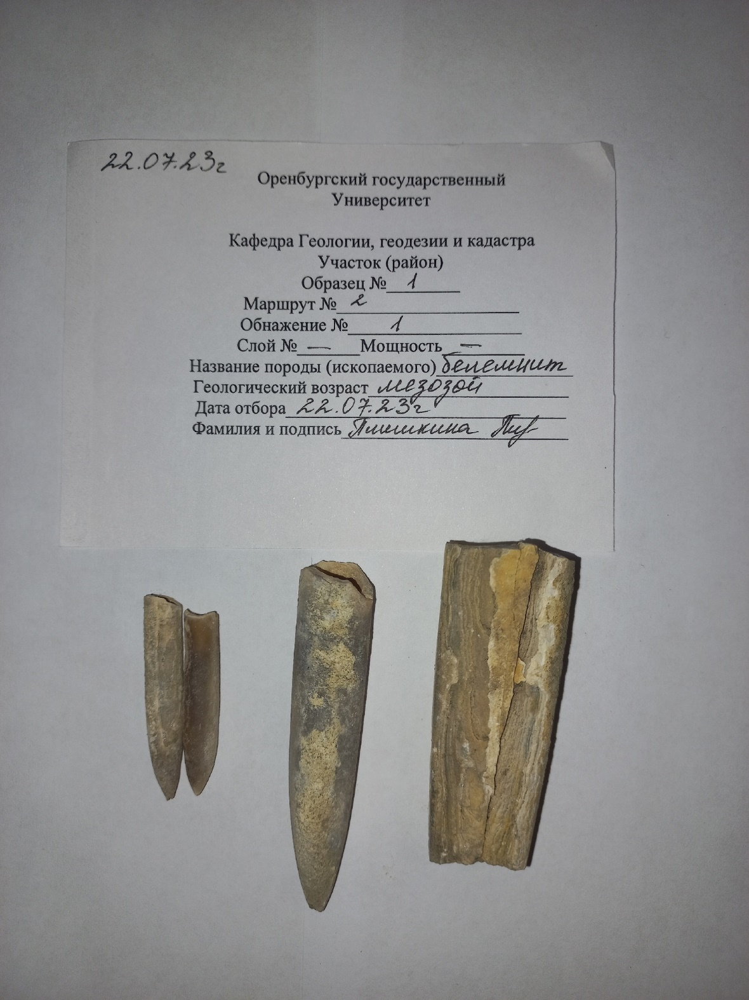 22.07.23г
Оренбургский государственный
Университет
Кафедра Геологии, геодезии и кадастра
Участок (район)
Образец № 1
Маршрут № 2
Обнажение № 1
Слой № — Мощность —
Название породы (ископаемого) белемнит
Геологический возраст мезозой
Дата отбора 22.07.23г
Фамилия и подпись